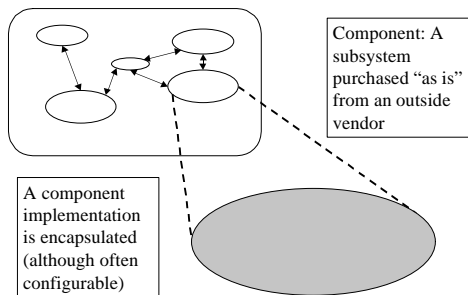 Component: A
subsystem
purchased “as is”
from an outside
vendor
A component
implementation
is encapsulated
(although often
configurable)